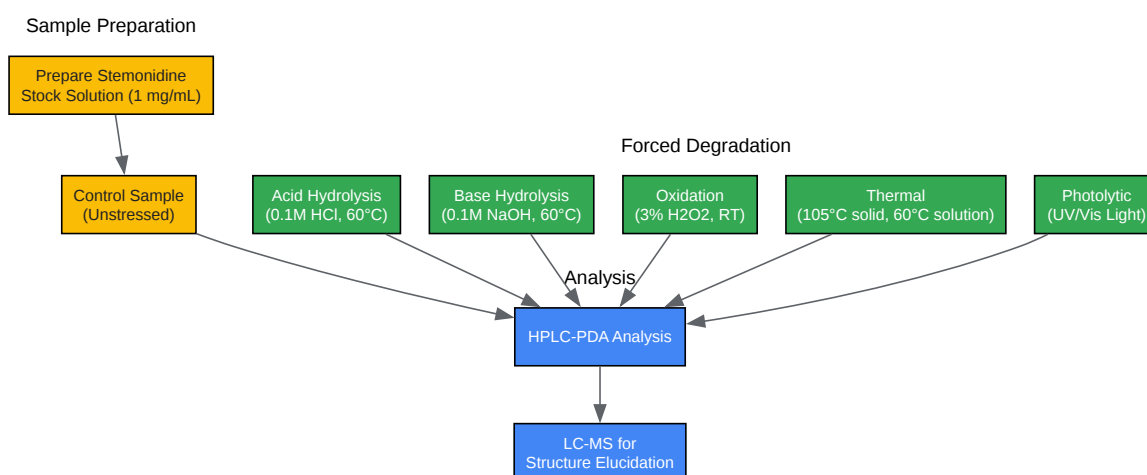 Sample Preparation
Prepare Stemonidine
Stock Solution (1 mg/mL)
Forced Degradation
Control Sample
(Unstressed)
Acid Hydrolysis
(0.1M HCl, 60°C)
Base Hydrolysis
(0.1M NaOH, 60°C)
Oxidation
(3% H2O2, RT)
Thermal
(105°C solid, 60°C solution)
Photolytic
(UV/Vis Light)
Analysis
HPLC-PDA Analysis
LC-MS for
Structure Elucidation